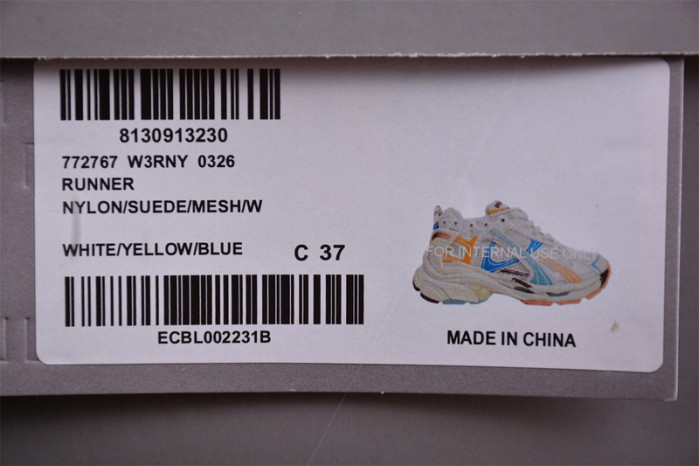 8130913230
772767 W3RNY 0326
RUNNER
NYLON/SUEDE/MESH/W
WHITE/YELLOW/BLUE C 37
ECBL002231B
FOR INTERNAL USE ONLY
MADE IN CHINA